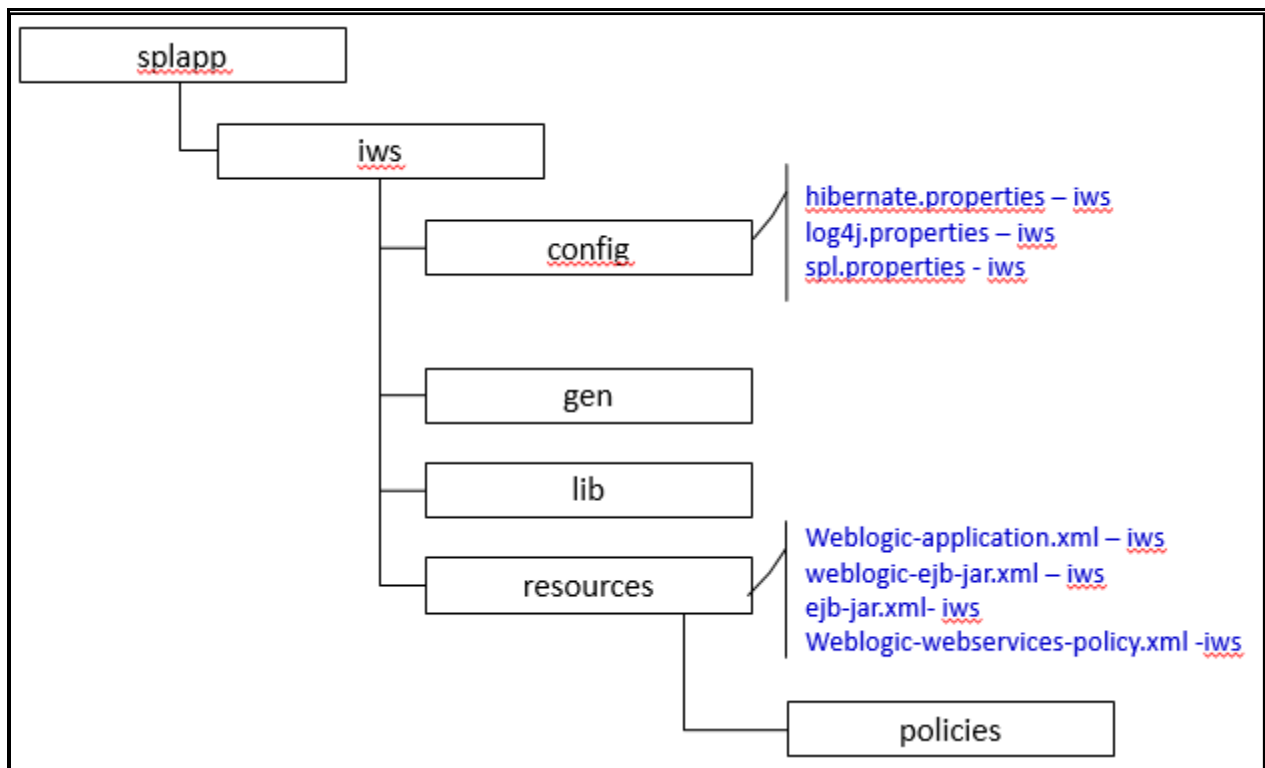 splapp
iws
config
hibernate.properties – iws
log4j.properties – iws
spl.properties - iws
gen
lib
resources
Weblogic-application.xml – iws
weblogic-ejb-jar.xml – iws
ejb-jar.xml- iws
Weblogic-webservices-policy.xml -iws
policies